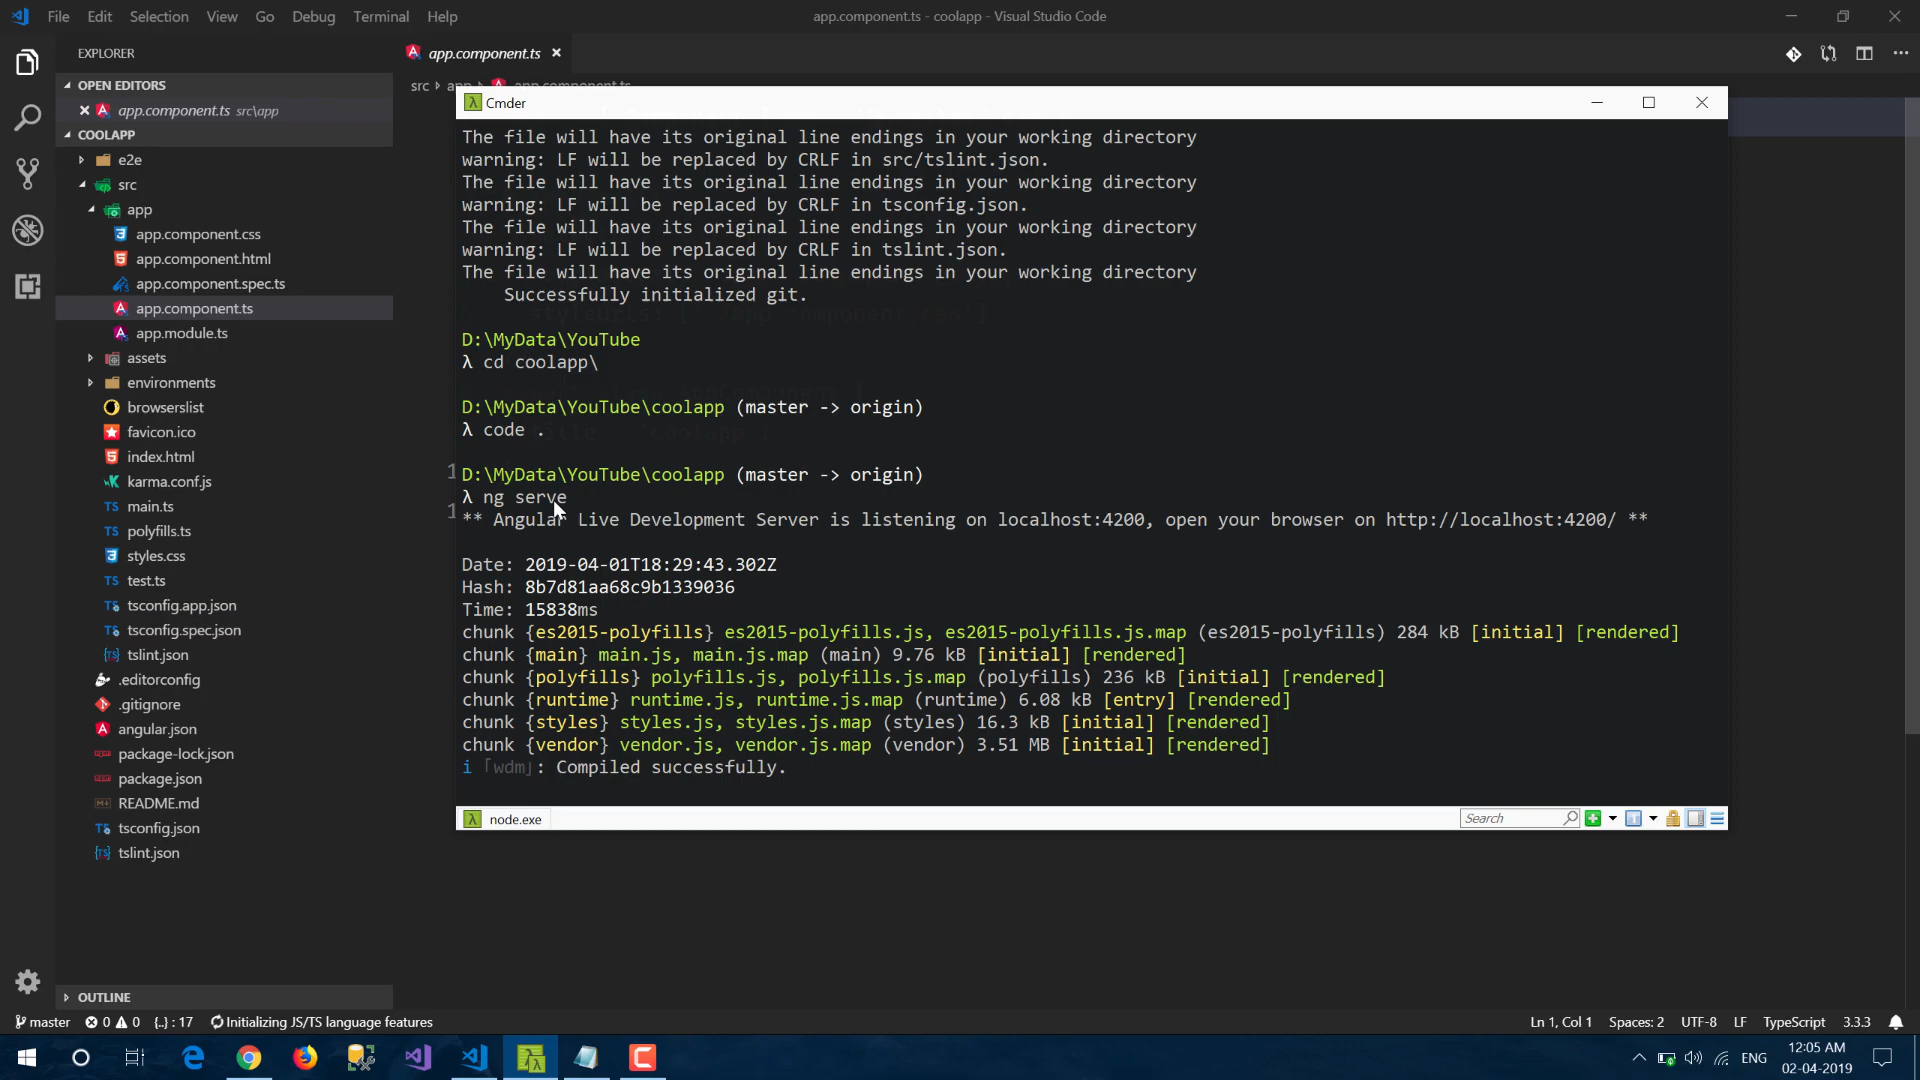 File Edit Selection View Go Debug Terminal Help
app.component.ts - coolapp - Visual Studio Code
EXPLORER
app.component.ts
OPEN EDITORS
app.component.ts src\app
src
COOLAPP
e2e
src
app
app.component.css
app.component.html
app.component.spec.ts
app.component.ts
app.module.ts
assets
environments
browserslist
favicon.ico
index.html
karma.conf.js
main.ts
polyfills.ts
styles.css
test.ts
tsconfig.app.json
tsconfig.spec.json
tslint.json
.editorconfig
.gitignore
angular.json
package-lock.json
package.json
README.md
tsconfig.json
tslint.json
OUTLINE
Cmder
The file will have its original line endings in your working directory
warning: LF will be replaced by CRLF in src/tslint.json.
The file will have its original line endings in your working directory
warning: LF will be replaced by CRLF in tsconfig.json.
The file will have its original line endings in your working directory
warning: LF will be replaced by CRLF in tslint.json.
The file will have its original line endings in your working directory
Successfully initialized git.
D:\MyData\YouTube
λ cd coolapp\
D:\MyData\YouTube\coolapp (master -> origin)
λ code .
D:\MyData\YouTube\coolapp (master -> origin)
λ ng serve
** Angular Live Development Server is listening on localhost:4200, open your browser on http://localhost:4200/ **
Date: 2019-04-01T18:29:43.302Z
Hash: 8b7d81aa68c9b1339036
Time: 15838ms
chunk {es2015-polyfills} es2015-polyfills.js, es2015-polyfills.js.map (es2015-polyfills) 284 kB [initial] [rendered]
chunk {main} main.js, main.js.map (main) 9.76 kB [initial] [rendered]
chunk {polyfills} polyfills.js, polyfills.js.map (polyfills) 236 kB [initial] [rendered]
chunk {runtime} runtime.js, runtime.js.map (runtime) 6.08 kB [entry] [rendered]
chunk {styles} styles.js, styles.js.map (styles) 16.3 kB [initial] [rendered]
chunk {vendor} vendor.js, vendor.js.map (vendor) 3.51 MB [initial] [rendered]
i ｢wdm｣: Compiled successfully.
node.exe
Search
master 0 0 {..} : 17 Initializing JS/TS language features
Ln 1, Col 1 Spaces: 2 UTF-8 LF TypeScript 3.3.3
ENG
12:05 AM
02-04-2019